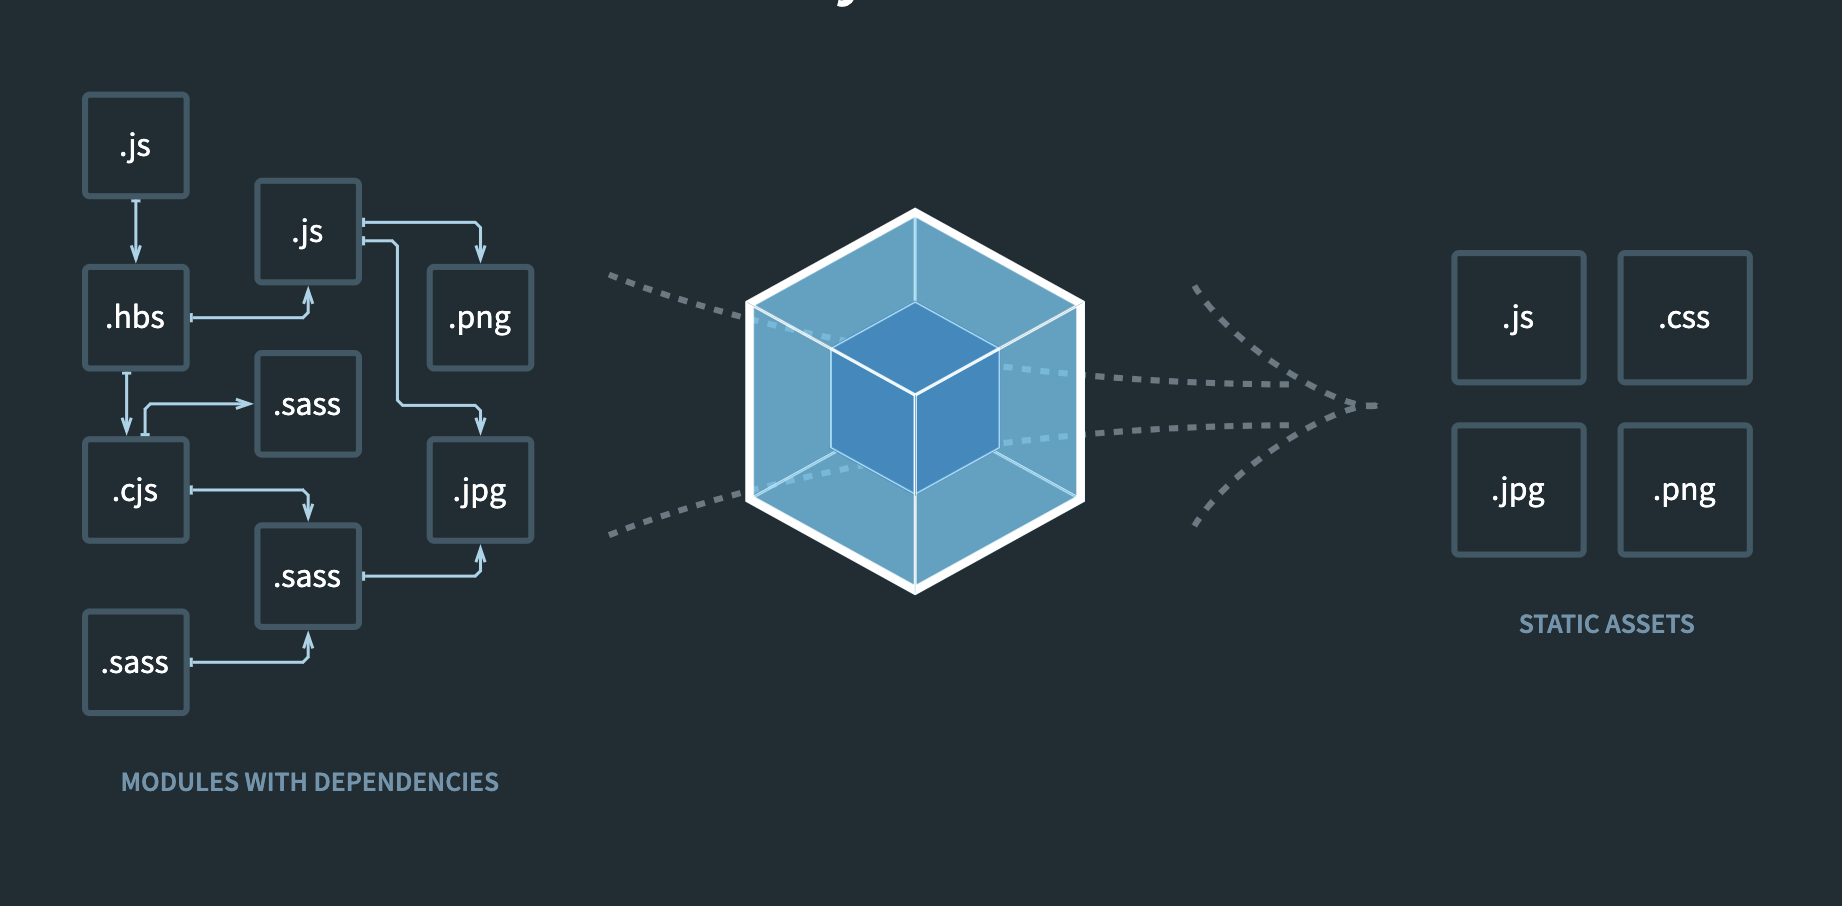 .js
.js
.hbs
.png
.sass
.cjs
.jpg
.sass
.sass
MODULES WITH DEPENDENCIES
.js
.css
.jpg
.png
STATIC ASSETS